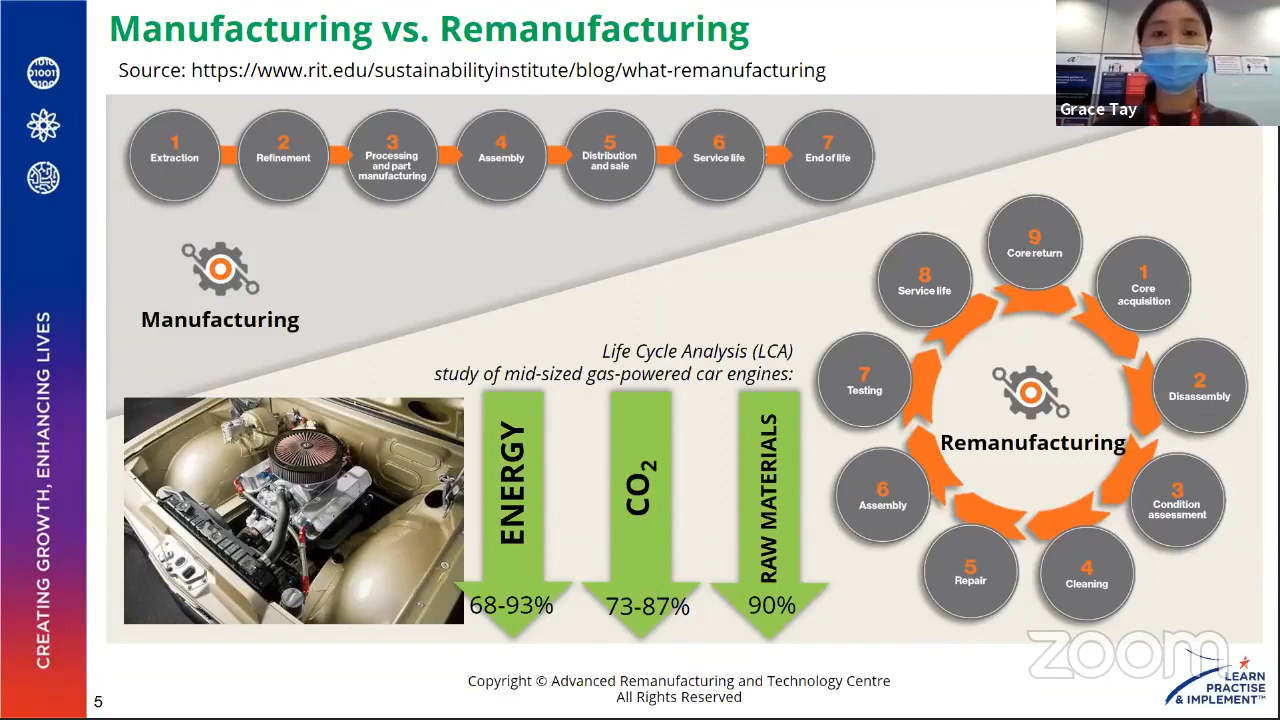 Manufacturing vs. Remanufacturing
Source: https://www.rit.edu/sustainabilityinstitute/blog/what-remanufacturing
Grace Tay
01001
CREATING GROWTH, ENHANCING LIVES
1
Extraction
2
Refinement
3
Processing
and part
manufacturing
4
Assembly
5
Distribution
and sale
6
Service life
7
End of life
Manufacturing
Life Cycle Analysis (LCA)
study of mid-sized gas-powered car engines:
ENERGY
68-93%
CO₂
73-87%
RAW MATERIALS
90%
Remanufacturing
1
Core
acquisition
2
Disassembly
3
Condition
assessment
4
Cleaning
5
Repair
6
Assembly
7
Testing
8
Service life
9
Core return
zoom
Copyright © Advanced Remanufacturing and Technology Centre
All Rights Reserved
LEARN
PRACTISE
& IMPLEMENT™
5